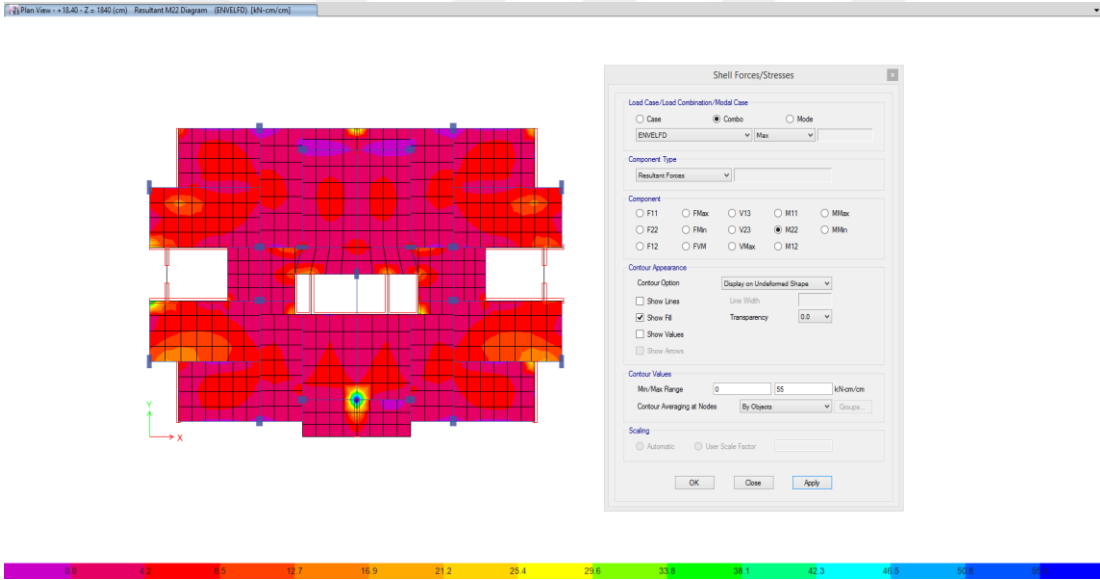 Plan View - +18.40 - Z = 1840 (cm) Resultant M22 Diagram (ENVELFD) [kN-cm/cm]
Shell Forces/Stresses
x
Load Case/Load Combination/Modal Case
Case Combo Mode
ENVELFD Max
Component Type
Resultant Forces
Component
F11 FMax V13 M11 MMax
F22 FMin V23 M22 MMin
F12 FVM VMax M12
Contour Appearance
Contour Option Display on Undeformed Shape
Show Lines Line Width
Show Fill Transparency 0.0
Show Values
Show Arrows
Contour Values
Min/Max Range 0 55 kN-cm/cm
Contour Averaging at Nodes By Objects Groups...
Scaling
Automatic User Scale Factor
OK Close Apply
Y
X
0.0 4.2 8.5 12.7 16.9 21.2 25.4 29.6 33.8 38.1 42.3 46.5 50.8